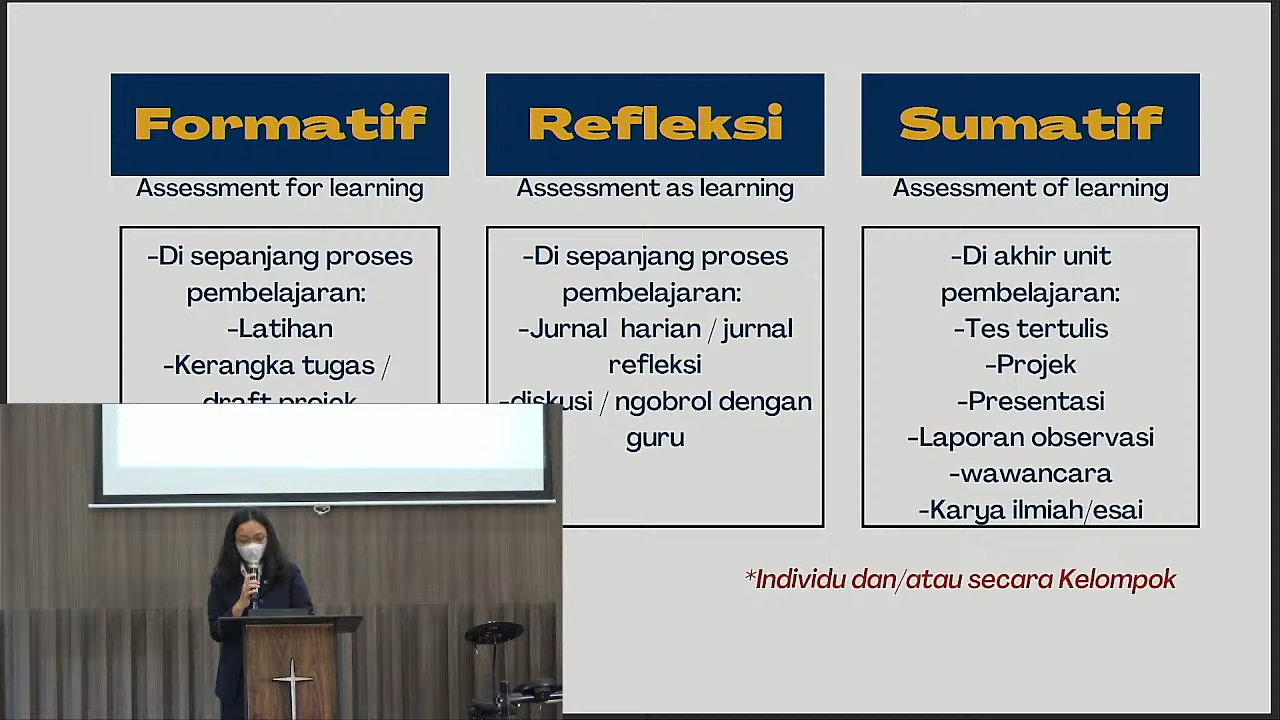 Formatif
Assessment for learning
-Di sepanjang proses
pembelajaran:
-Latihan
-Kerangka tugas /
draft projek
Refleksi
Assessment as learning
-Di sepanjang proses
pembelajaran:
-Jurnal harian / jurnal
refleksi
-diskusi / ngobrol dengan
guru
Sumatif
Assessment of learning
-Di akhir unit
pembelajaran:
-Tes tertulis
-Projek
-Presentasi
-Laporan observasi
-wawancara
-Karya ilmiah/esai
*Individu dan/atau secara Kelompok